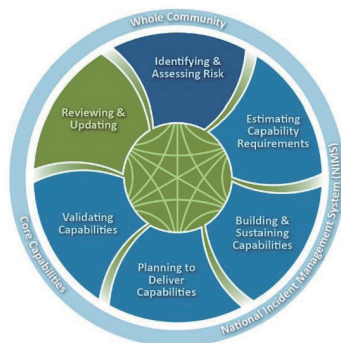 Whole Community
Identifying &
Assessing Risk
Estimating
Capability
Requirements
Building &
Sustaining
Capabilities
Planning to
Deliver
Capabilities
Validating
Capabilities
Reviewing &
Updating
National Incident Management System (NIMS)
Core Capabilities